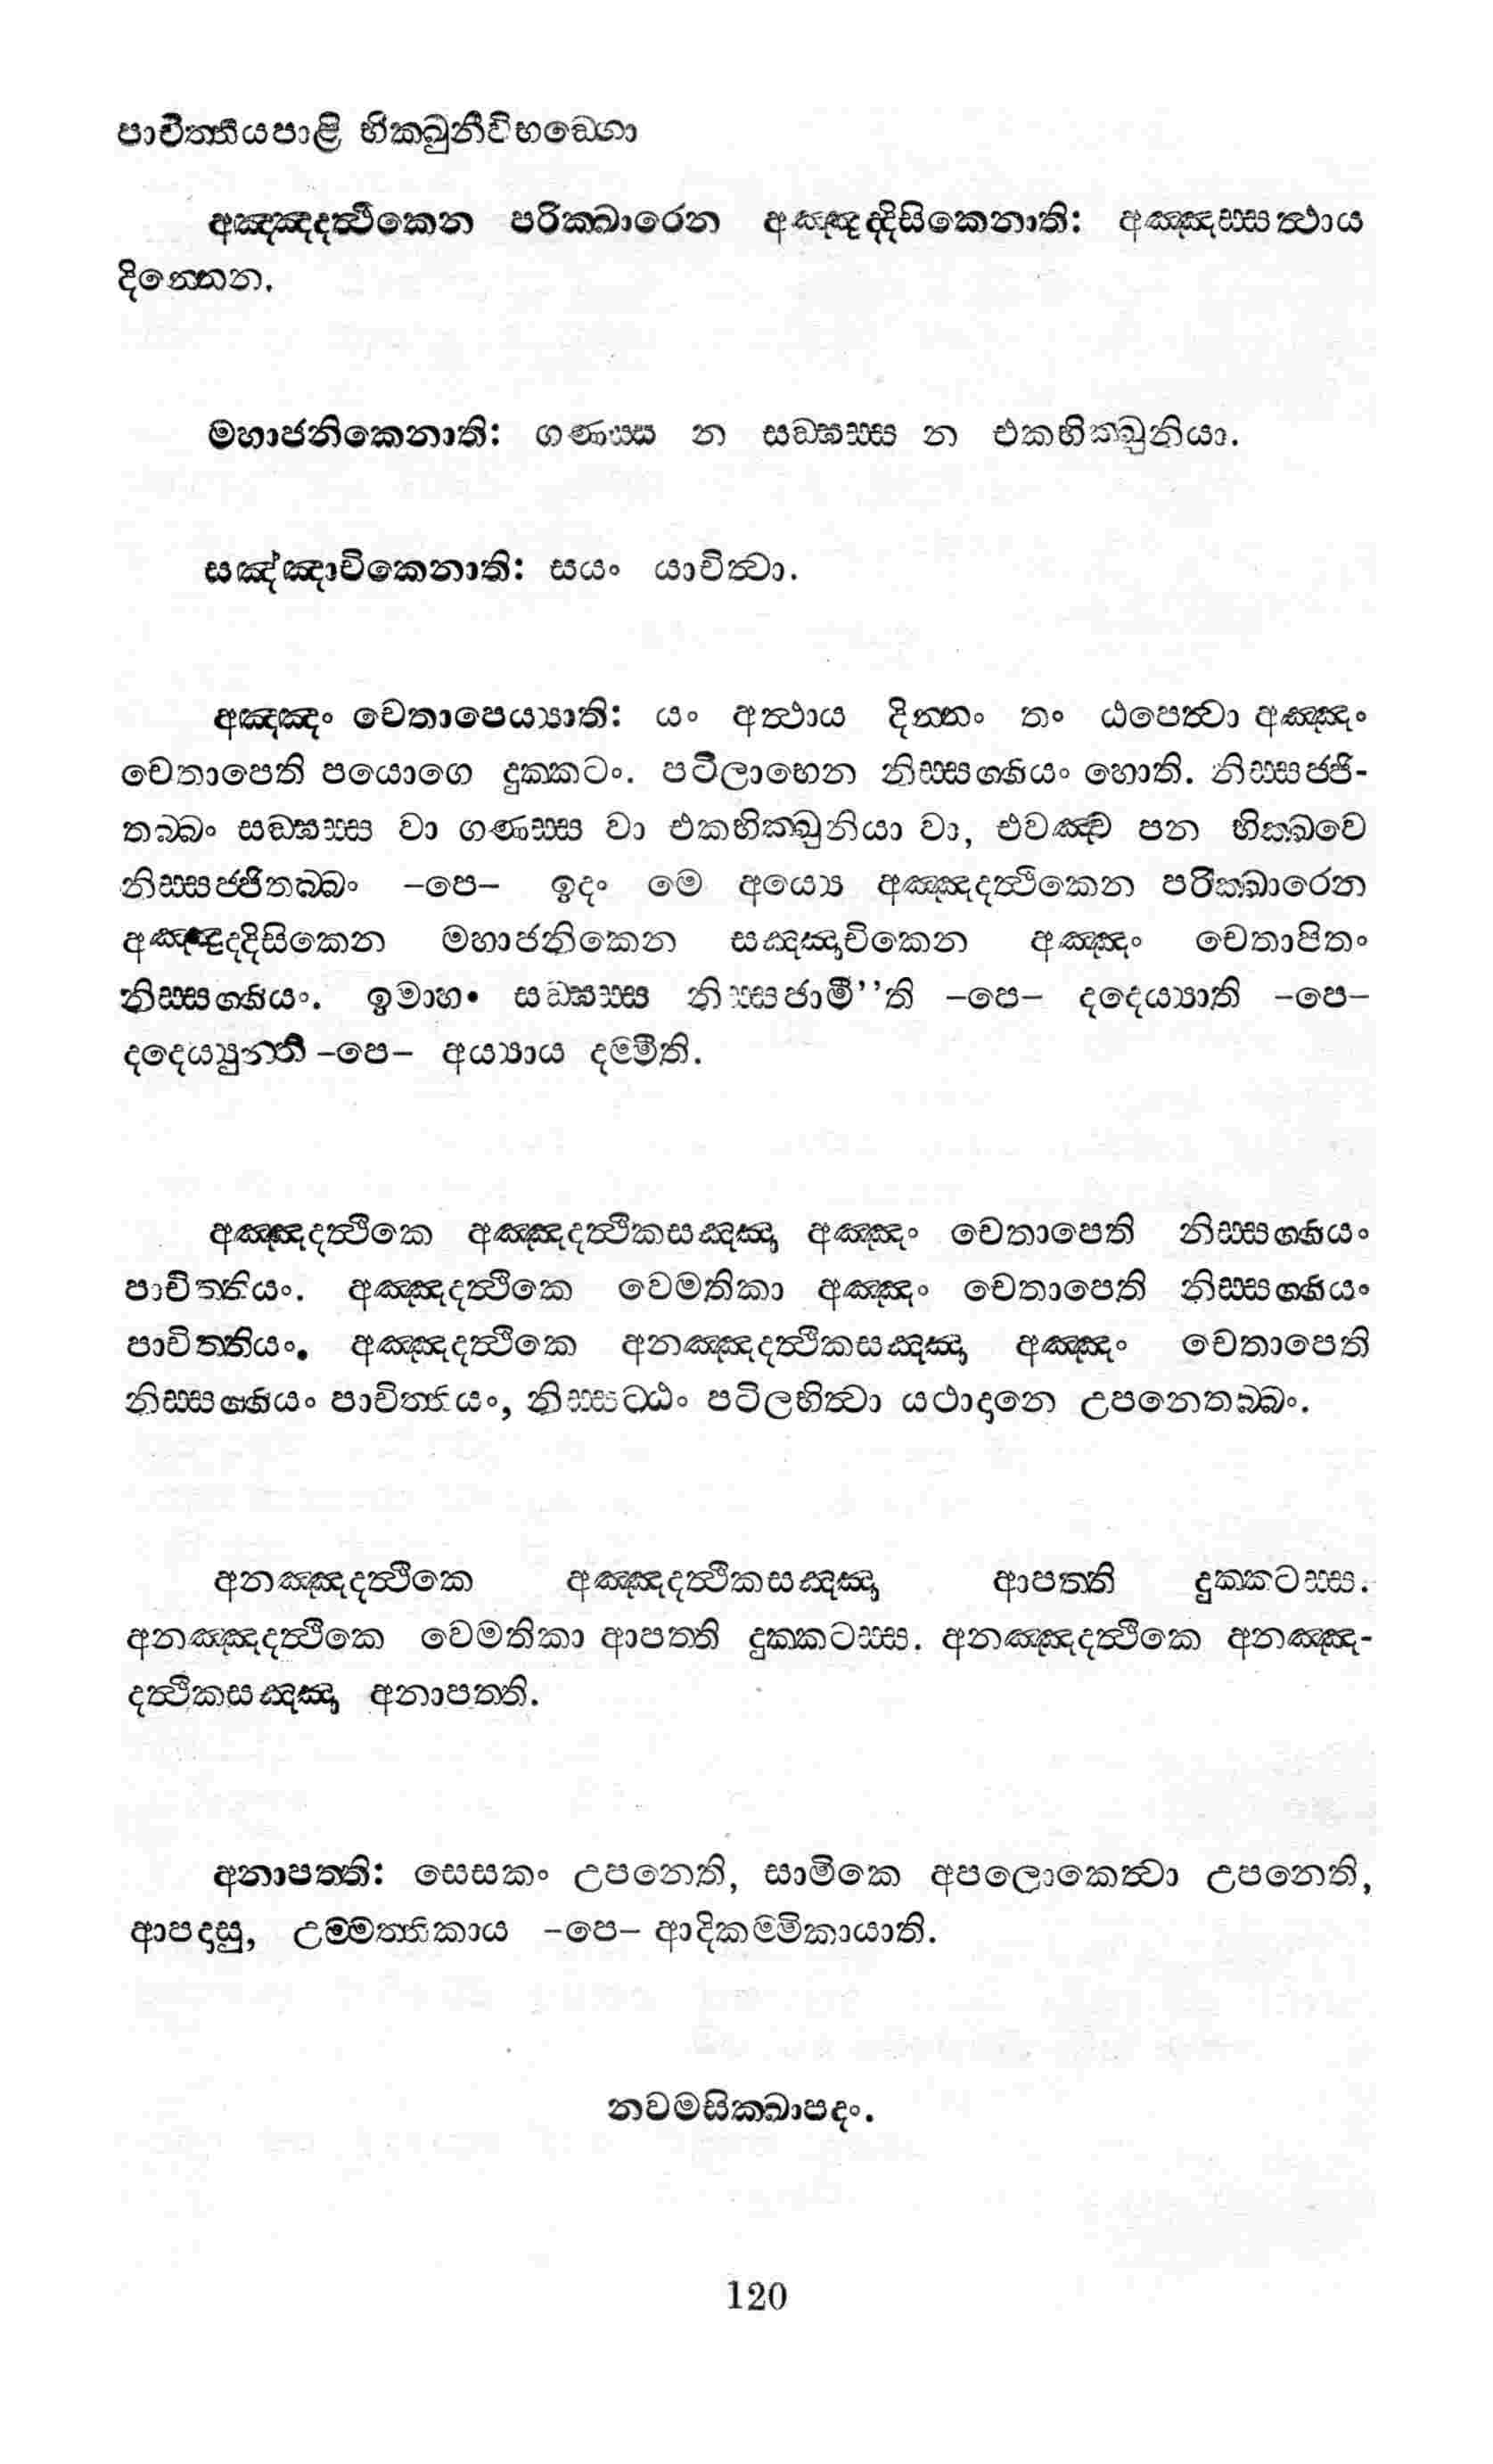 පාචිත්තියපාළි භික්ඛුනීවිභඞ්ගො
අඤ්ඤදත්ථිකෙන පරික්ඛාරෙන අඤ්ඤුද්දිසිකෙනාති: අඤ්ඤස්සත්ථාය
දින්නෙන.
මහාජනිකෙනාති: ගණස්ස න සඞ්ඝස්ස න එකභික්ඛුනියා.
සඤ්ඤාචිකෙනාති: සයං යාචිත්වා.
අඤ්ඤං චෙතාපෙය්‍යාති: යං අත්ථාය දින්නං තං ඨපෙත්වා අඤ්ඤං
චෙතාපෙති පයොගෙ දුක්කටං. පටිලාභෙන නිස්සග්ගියං හොති. නිස්සජ්ජි-
තබ්බං සඞ්ඝස්ස වා ගණස්ස වා එකභික්ඛුනියා වා, එවඤ්ච පන භික්ඛවෙ
නිස්සජ්ජිතබ්බං –පෙ– ඉදං මෙ අය්‍යෙ අඤ්ඤදත්ථිකෙන පරික්ඛාරෙන
අඤ්ඤුද්දිසිකෙන මහාජනිකෙන සඤ්ඤාචිකෙන අඤ්ඤං චෙතාපිතං
නිස්සග්ගියං. ඉමාහං සඞ්ඝස්ස නිස්සජාමී’’ති –පෙ– දදෙය්‍යාති –පෙ–
දදෙය්‍යුන්ති –පෙ– අය්‍යාය දම්මීති.
අඤ්ඤදත්ථිකෙ අඤ්ඤදත්ථිකසඤ්ඤා අඤ්ඤං චෙතාපෙති නිස්සග්ගියං
පාචිත්තියං. අඤ්ඤදත්ථිකෙ වෙමතිකා අඤ්ඤං චෙතාපෙති නිස්සග්ගියං
පාචිත්තියං. අඤ්ඤදත්ථිකෙ අනඤ්ඤදත්ථිකසඤ්ඤා අඤ්ඤං චෙතාපෙති
නිස්සග්ගියං පාචිත්තියං, නිස්සට්ඨං පටිලභිත්වා යථාදානෙ උපනෙතබ්බං.
අනඤ්ඤදත්ථිකෙ අඤ්ඤදත්ථිකසඤ්ඤා ආපත්ති දුක්කටස්ස.
අනඤ්ඤදත්ථිකෙ වෙමතිකා ආපත්ති දුක්කටස්ස. අනඤ්ඤදත්ථිකෙ අනඤ්ඤ-
දත්ථිකසඤ්ඤා අනාපත්ති.
අනාපත්ති: සෙසකං උපනෙති, සාමිකෙ අපලොකෙත්වා උපනෙති,
ආපදාසු, උම්මත්තිකාය –පෙ– ආදිකම්මිකායාති.
නවමසික්ඛාපදං.
120